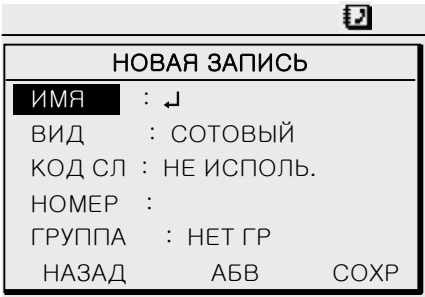 НОВАЯ ЗАПИСЬ
ИМЯ : ↲
ВИД : СОТОВЫЙ
КОД СЛ : НЕ ИСПОЛЬ.
НОМЕР :
ГРУППА : НЕТ ГР
НАЗАД АБВ СОХР